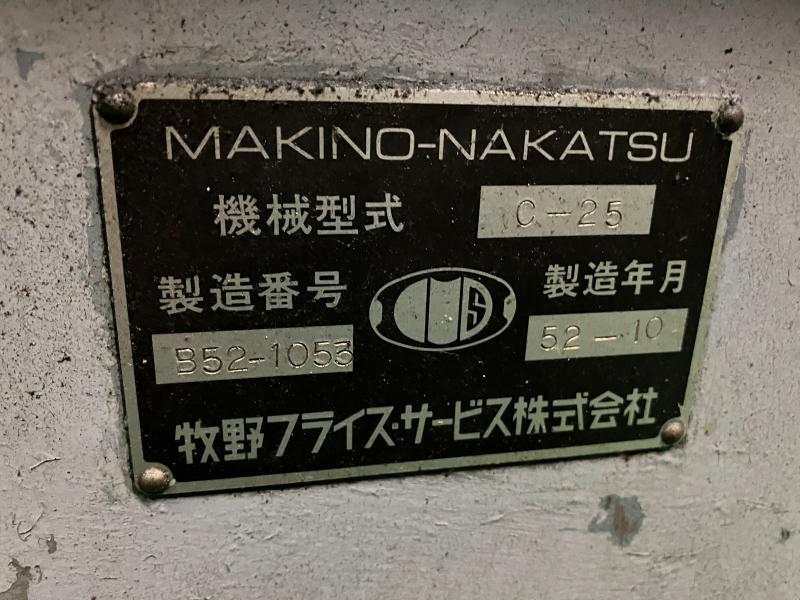 MAKINO-NAKATSU
機械型式 C-25
製造番号 製造年月
B52-1053 52-10
牧野フライス・サービス株式会社